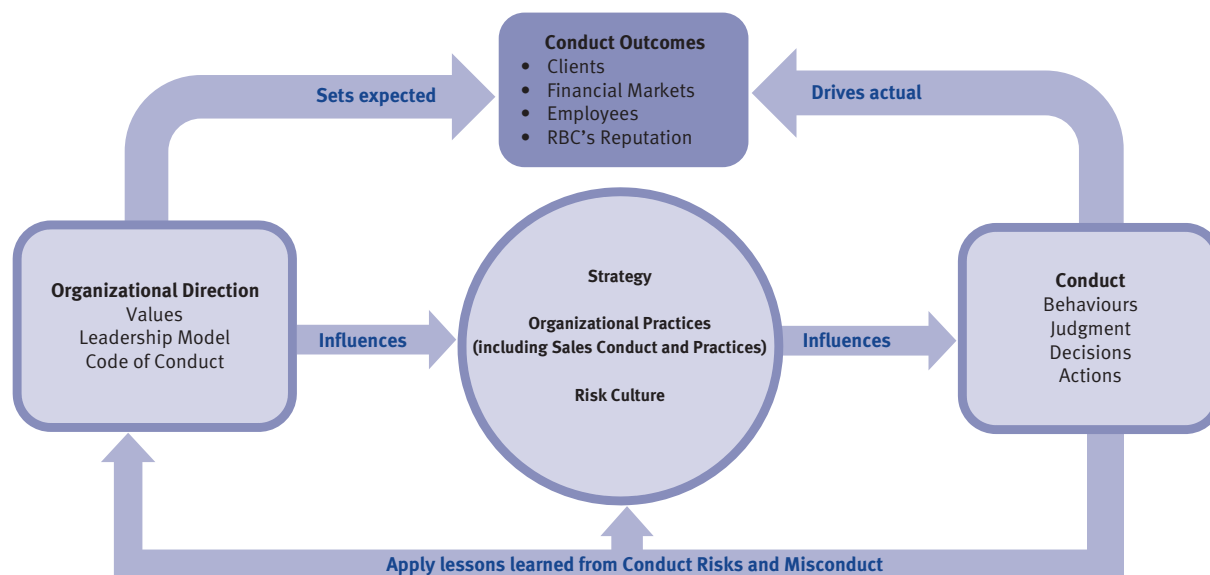 Conduct Outcomes
• Clients
• Financial Markets
• Employees
• RBC's Reputation
Sets expected
Drives actual
Organizational Direction
Values
Leadership Model
Code of Conduct
Influences
Strategy
Organizational Practices
(including Sales Conduct and Practices)
Risk Culture
Influences
Conduct
Behaviours
Judgment
Decisions
Actions
Apply lessons learned from Conduct Risks and Misconduct